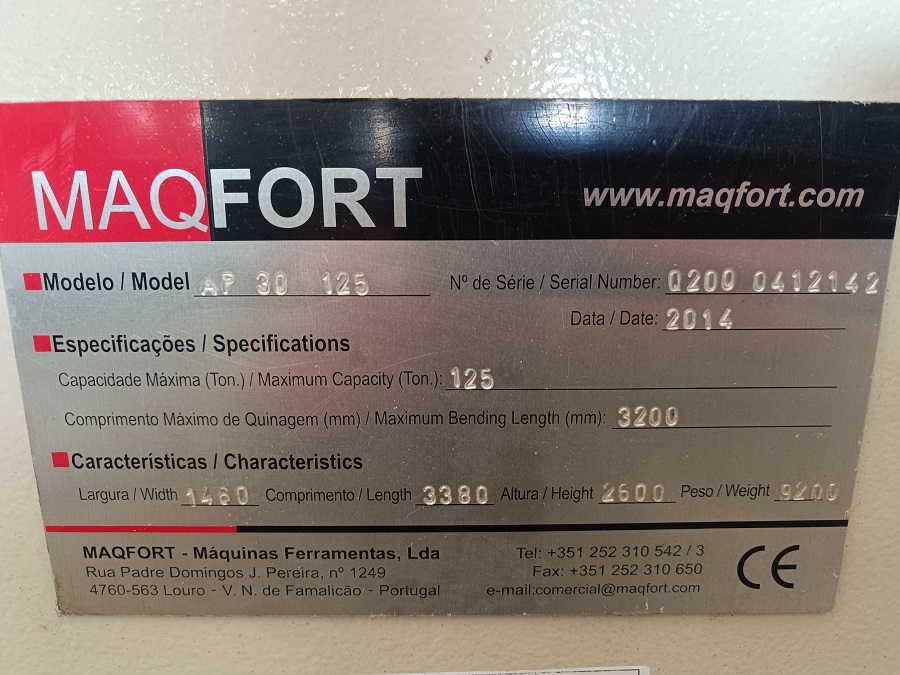 MAQFORT
www.maqfort.com
Modelo / Model AP 30 125
Nº de Série / Serial Number: Q200 0412142
Data / Date: 2014
Especificações / Specifications
Capacidade Máxima (Ton.) / Maximum Capacity (Ton.): 125
Comprimento Máximo de Quinagem (mm) / Maximum Bending Length (mm): 3200
Características / Characteristics
Largura / Width 1460 Comprimento / Length 3380 Altura / Height 2600 Peso / Weight 9200
MAQFORT - Máquinas Ferramentas, Lda
Rua Padre Domingos J. Pereira, nº 1249
4760-563 Louro - V. N. de Famalicão - Portugal
Tel: +351 252 310 542 / 3
Fax: +351 252 310 650
e-mail:comercial@maqfort.com
CE